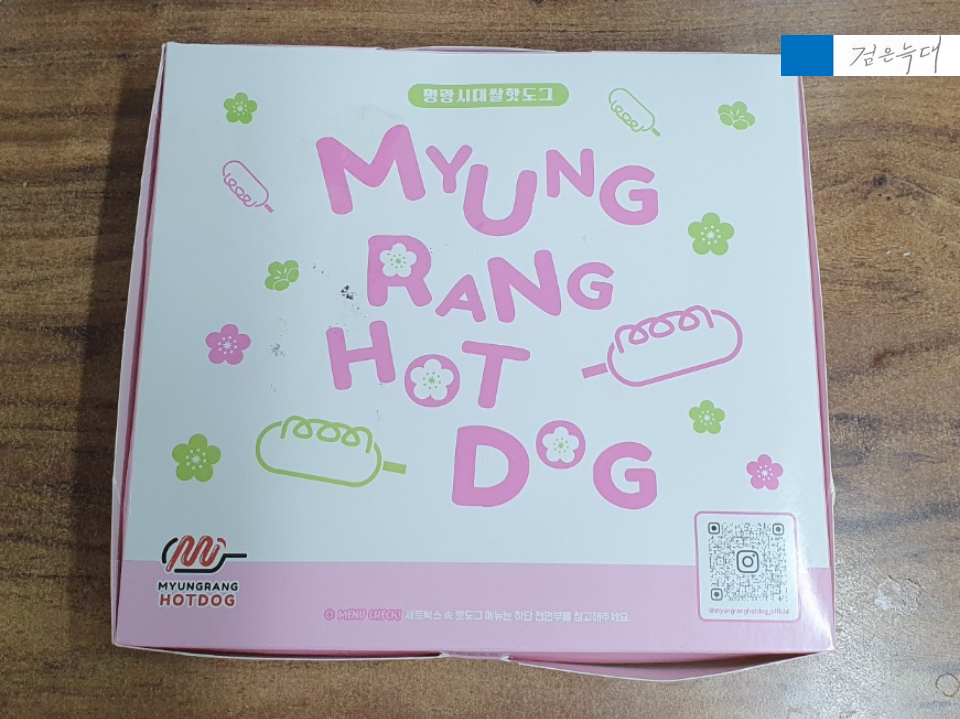 검은늑대
명랑시대쌀핫도그
MYUNG
RANG
HOT
DOG
MYUNGRANG
HOTDOG
MENU CHECK! 세트박스 속 핫도그 메뉴는 하단 전면부를 참고해주세요.
@myungranghotdog_official